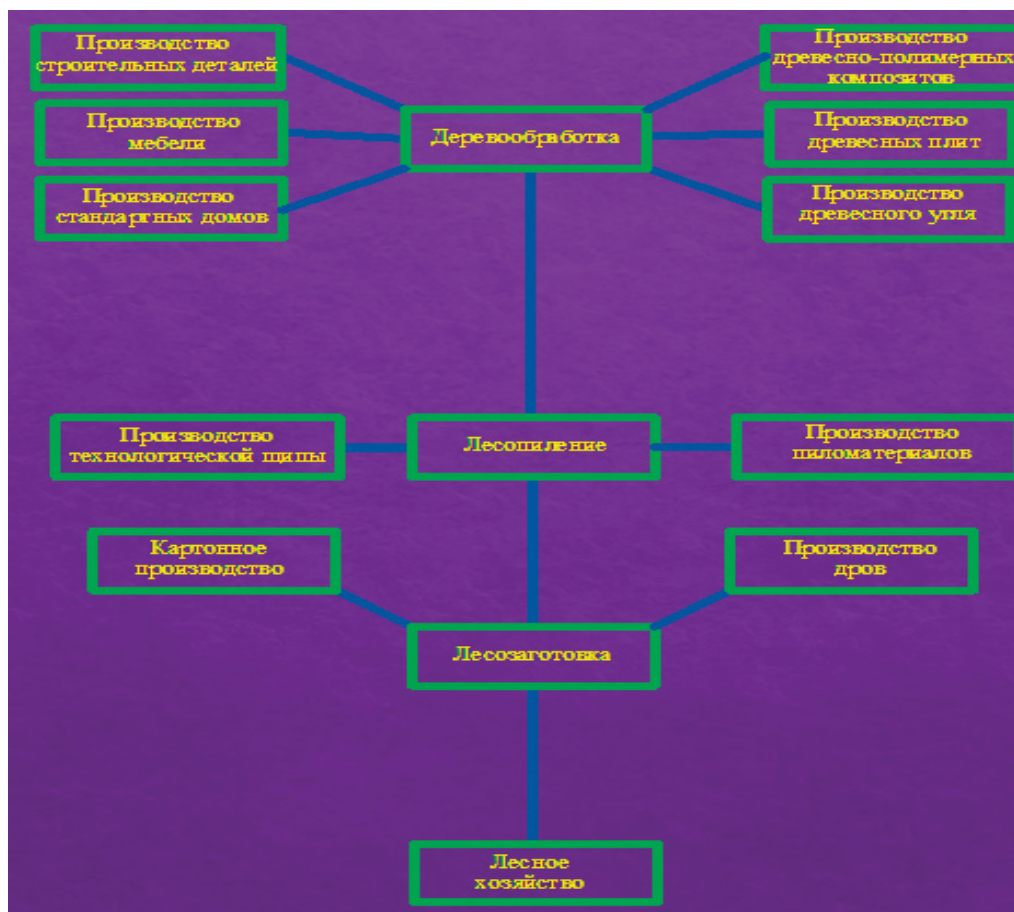 Производство
строительных деталей
Производство
древесно-полимерных
композитов
Производство
мебели
Деревообработка
Производство
древесных плит
Производство
стандартных домов
Производство
древесного угля
Производство
технологической щипы
Лесопиление
Производство
пиломатериалов
Картонное
производство
Производство
дров
Лесозаготовка
Лесное
хозяйство